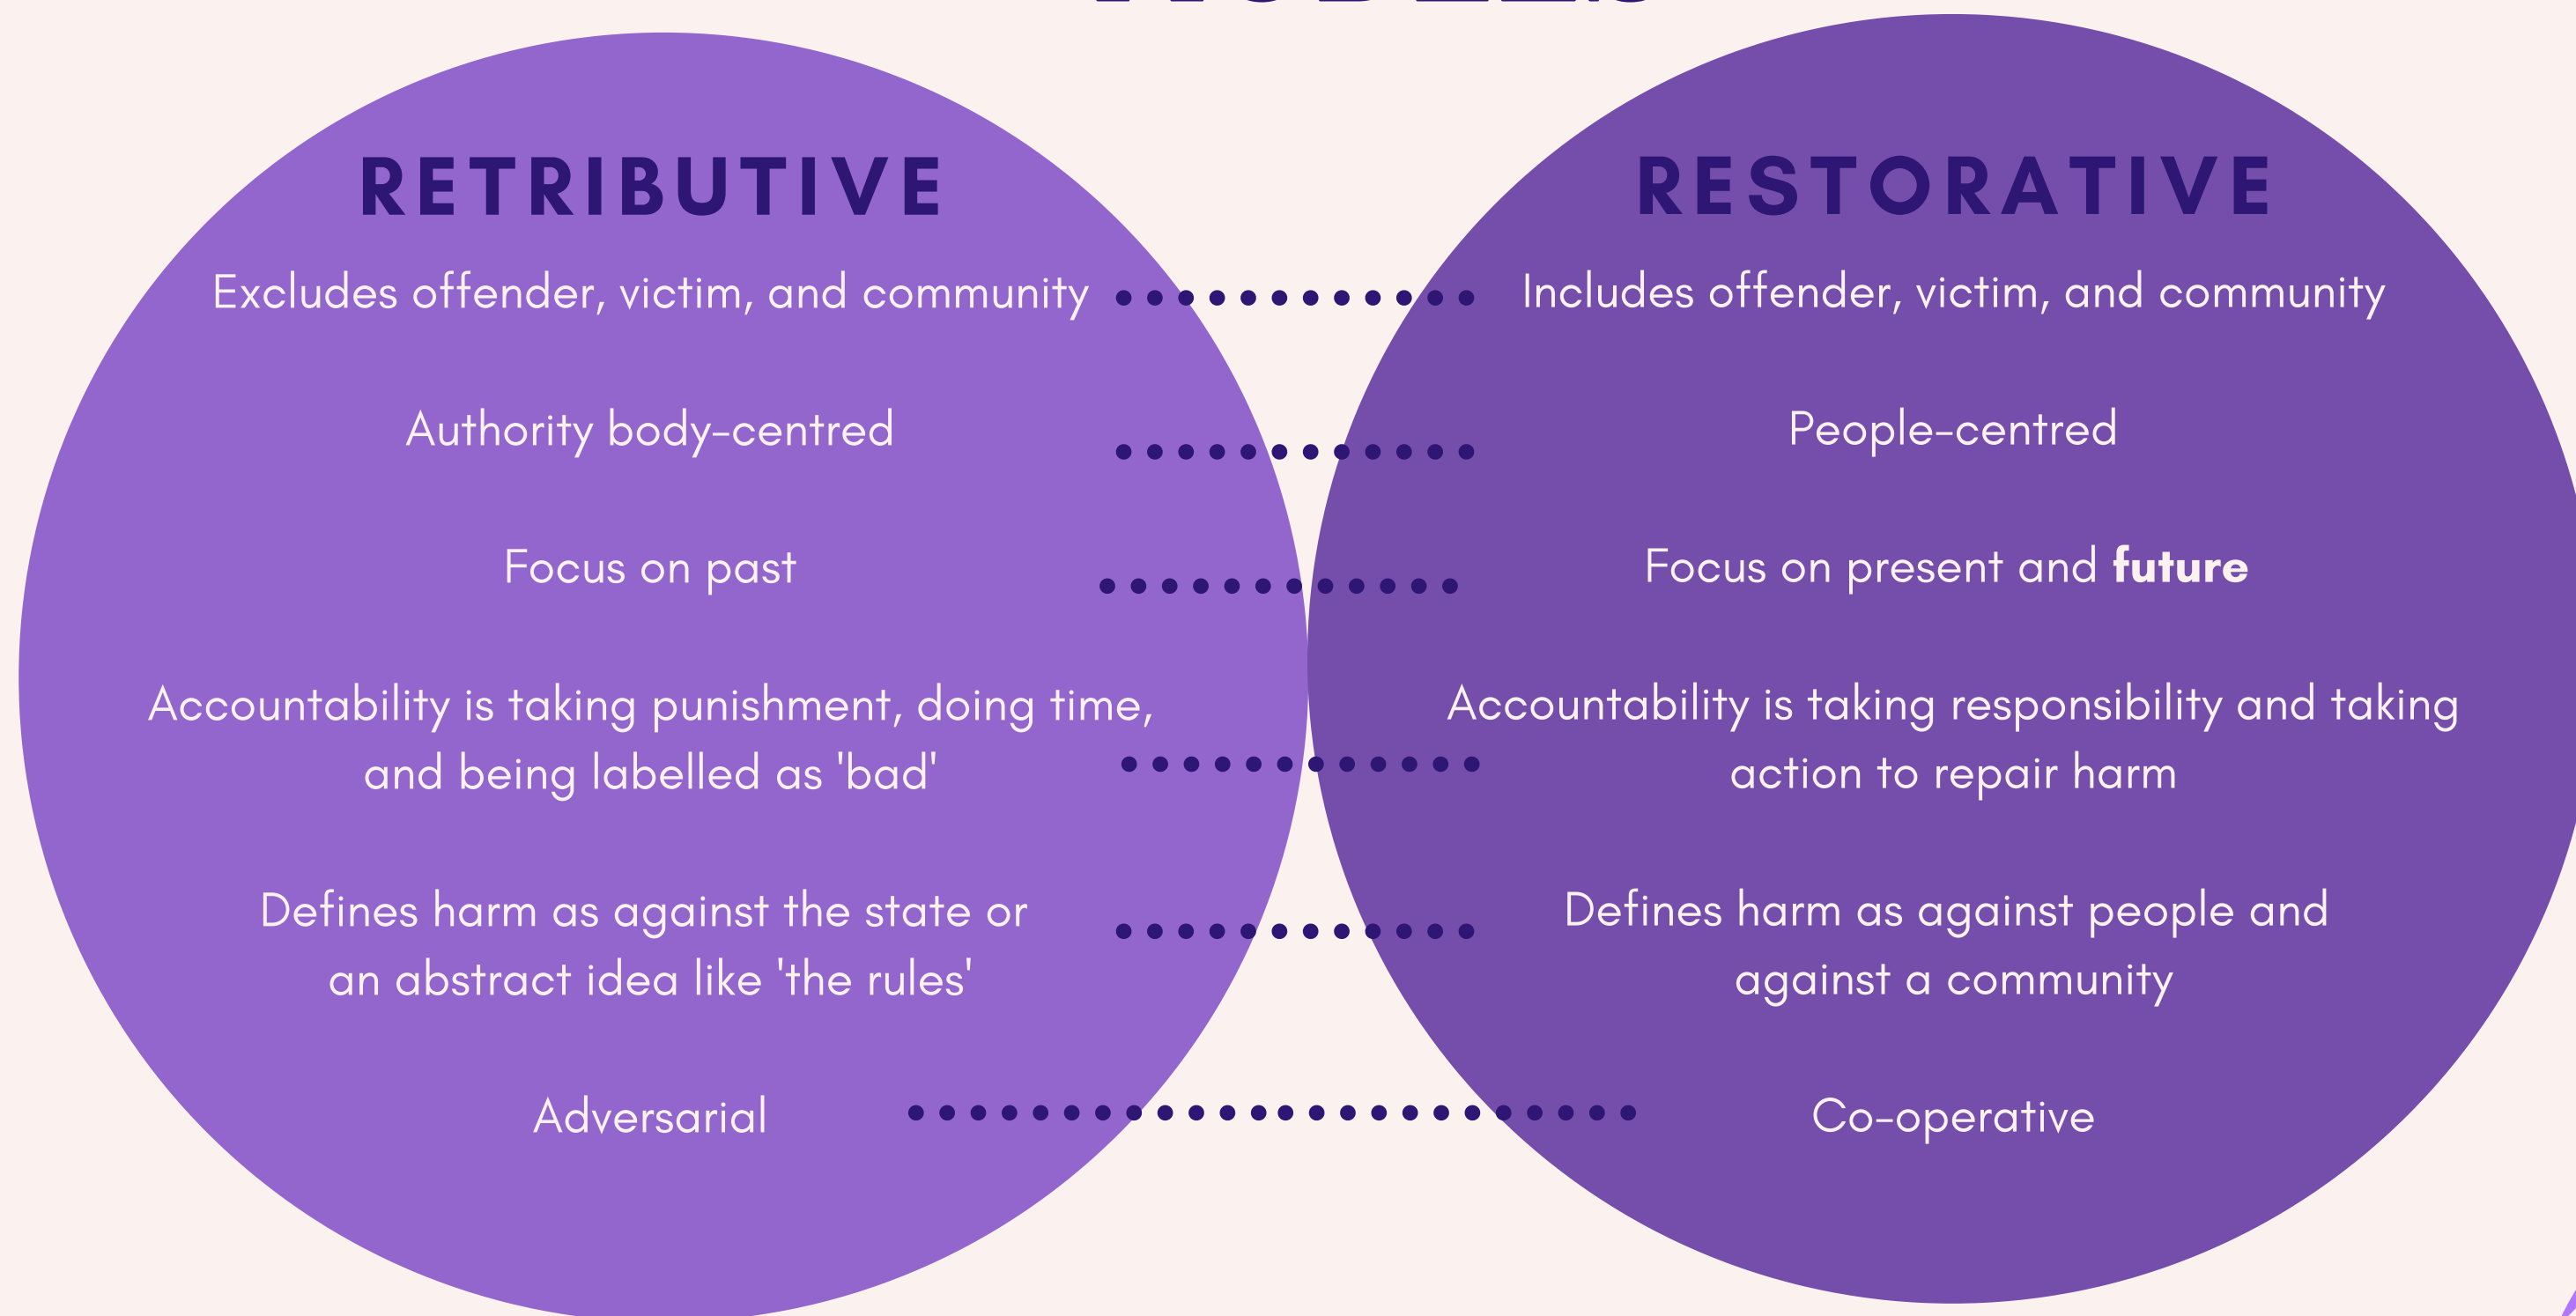 RETRIBUTIVE
Excludes offender, victim, and community
Authority body-centred
Focus on past
Accountability is taking punishment, doing time,
and being labelled as 'bad'
Defines harm as against the state or
an abstract idea like 'the rules'
Adversarial
RESTORATIVE
Includes offender, victim, and community
People-centred
Focus on present and future
Accountability is taking responsibility and taking
action to repair harm
Defines harm as against people and
against a community
Co-operative